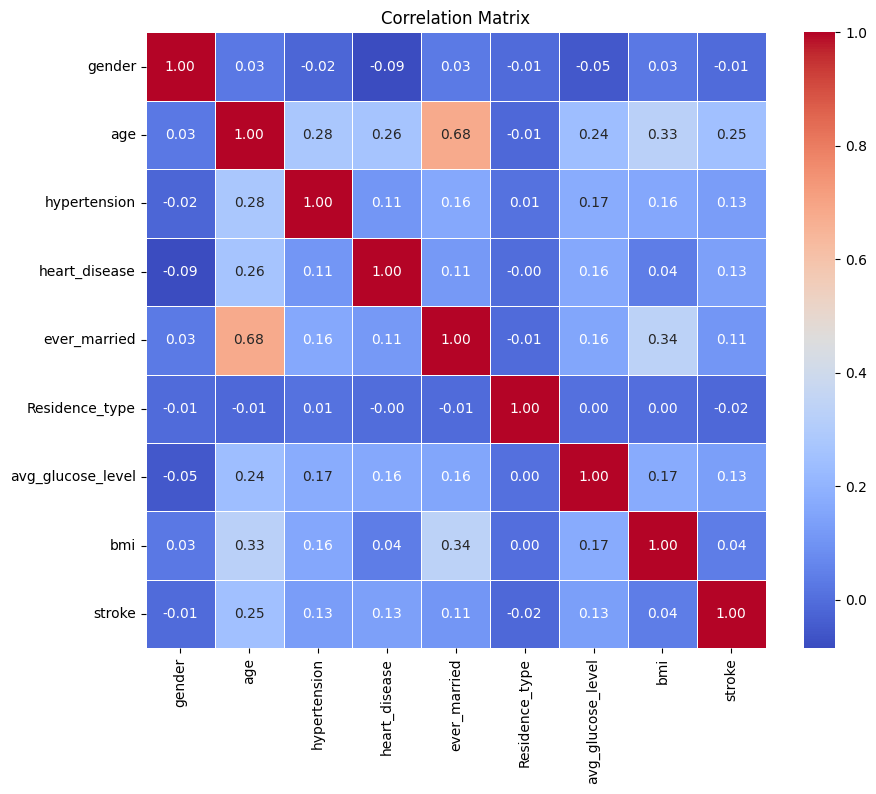 Correlation Matrix
gender 1.00 0.03 -0.02 -0.09 0.03 -0.01 -0.05 0.03 -0.01
age 0.03 1.00 0.28 0.26 0.68 -0.01 0.24 0.33 0.25
hypertension -0.02 0.28 1.00 0.11 0.16 0.01 0.17 0.16 0.13
heart_disease -0.09 0.26 0.11 1.00 0.11 -0.00 0.16 0.04 0.13
ever_married 0.03 0.68 0.16 0.11 1.00 -0.01 0.16 0.34 0.11
Residence_type -0.01 -0.01 0.01 -0.00 -0.01 1.00 0.00 0.00 -0.02
avg_glucose_level -0.05 0.24 0.17 0.16 0.16 0.00 1.00 0.17 0.13
bmi 0.03 0.33 0.16 0.04 0.34 0.00 0.17 1.00 0.04
stroke -0.01 0.25 0.13 0.13 0.11 -0.02 0.13 0.04 1.00
gender
age
hypertension
heart_disease
ever_married
Residence_type
avg_glucose_level
bmi
stroke
1.0
0.8
0.6
0.4
0.2
0.0